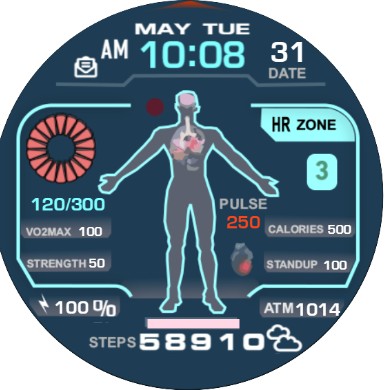 MAY TUE
AM 10:08 31
DATE
HR ZONE
3
120/300
PULSE
250
VO2MAX 100
CALORIES 500
STRENGTH 50
STANDUP 100
100 %
ATM 1014
STEPS 58910